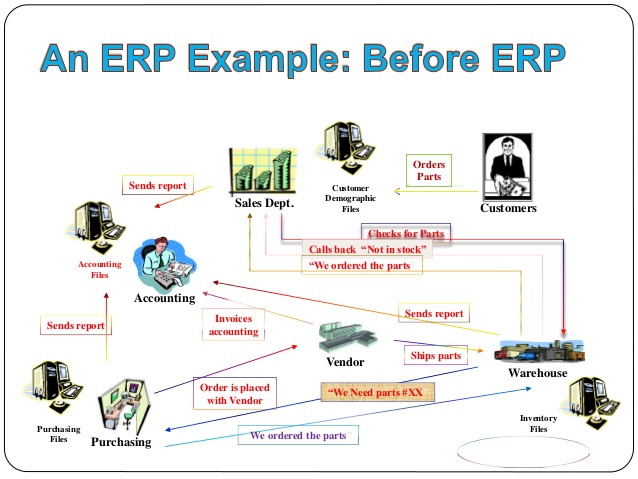 An ERP Example: Before ERP
Orders
Parts
Sends report
Customer
Demographic
Files
Sales Dept.
Customers
Checks for Parts
Calls back “Not in stock”
“We ordered the parts
Accounting
Files
Accounting
Invoices
accounting
Sends report
Sends report
Vendor
Ships parts
Warehouse
Order is placed
with Vendor
“We Need parts #XX
Purchasing
Files
Purchasing
We ordered the parts”
Inventory
Files